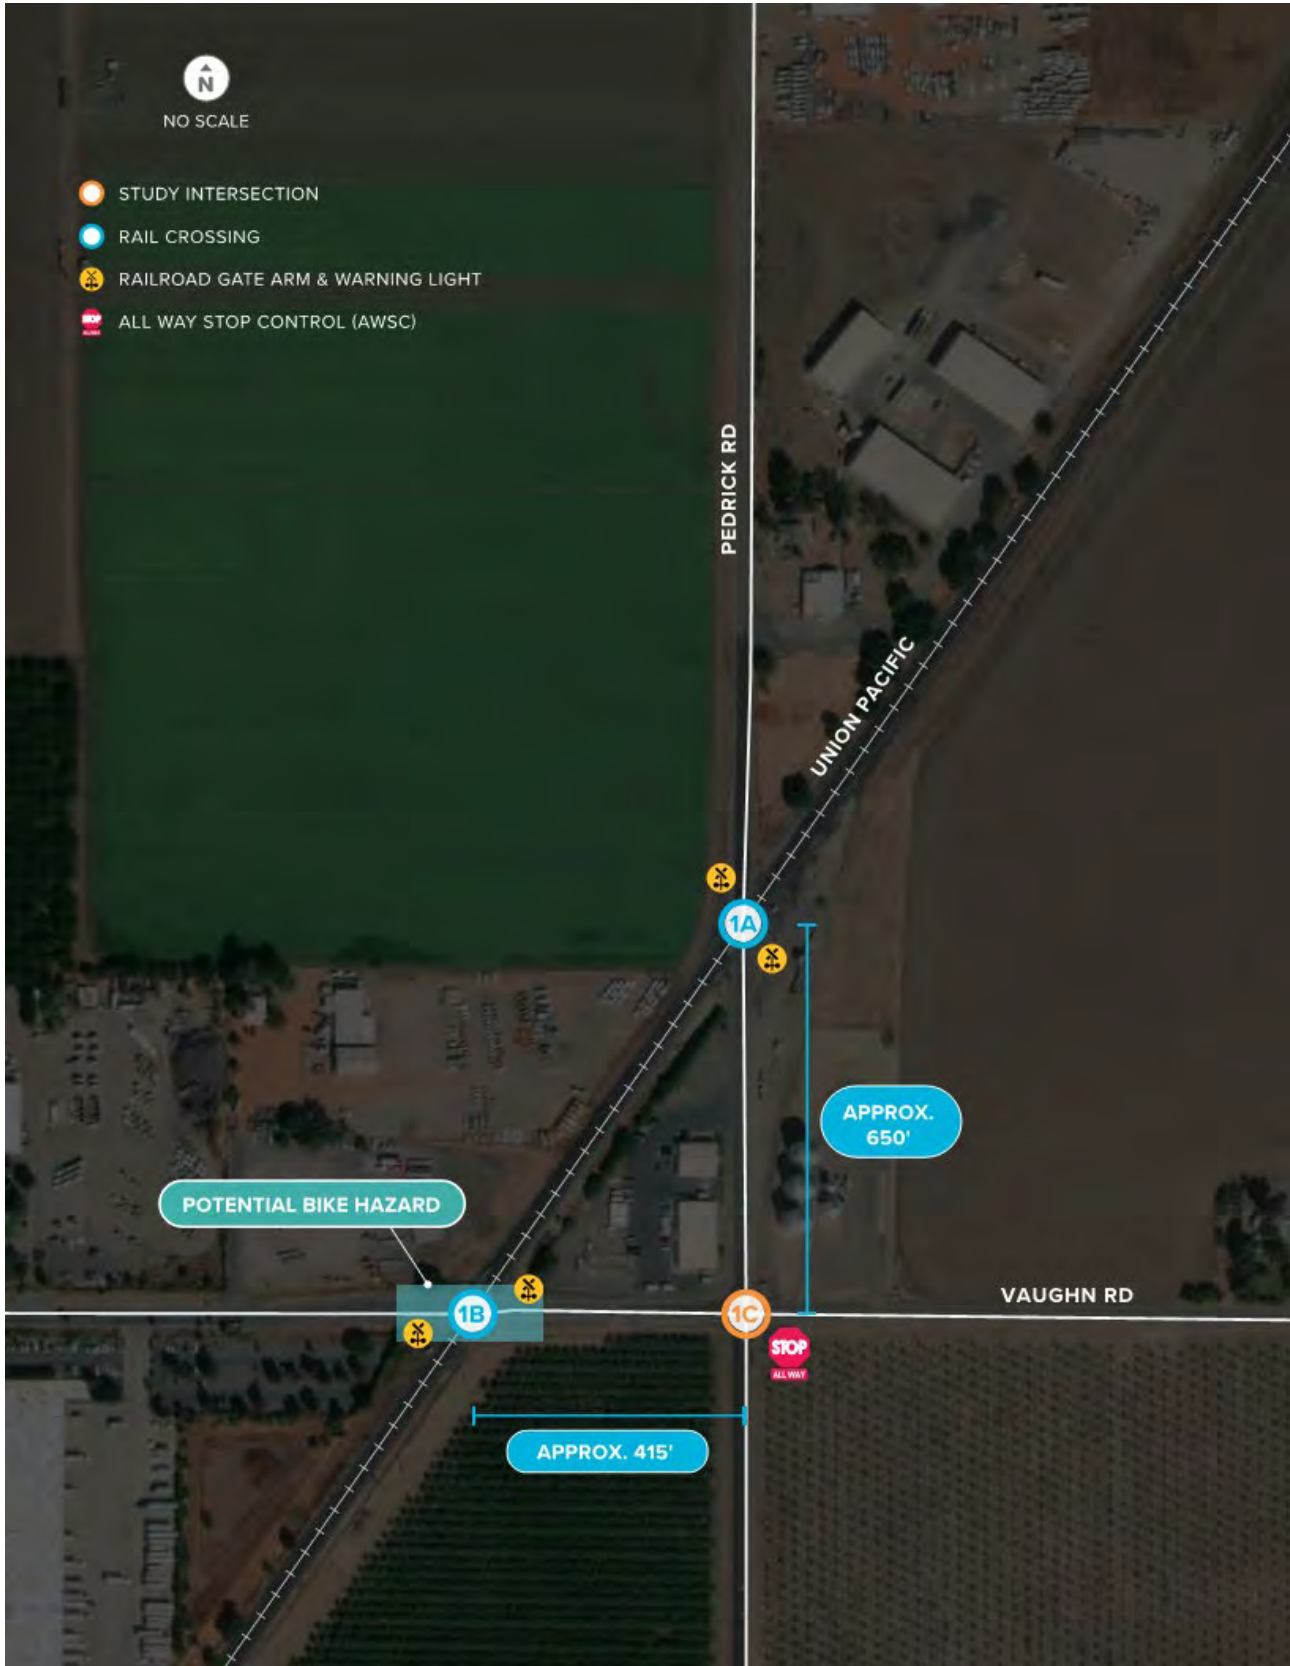 N
NO SCALE
STUDY INTERSECTION
RAIL CROSSING
RAILROAD GATE ARM & WARNING LIGHT
STOP
ALL WAY STOP CONTROL (AWSC)
PEDRICK RD
UNION PACIFIC
1A
APPROX.
650'
POTENTIAL BIKE HAZARD
VAUGHN RD
1B
1C
STOP
ALL WAY
APPROX. 415'